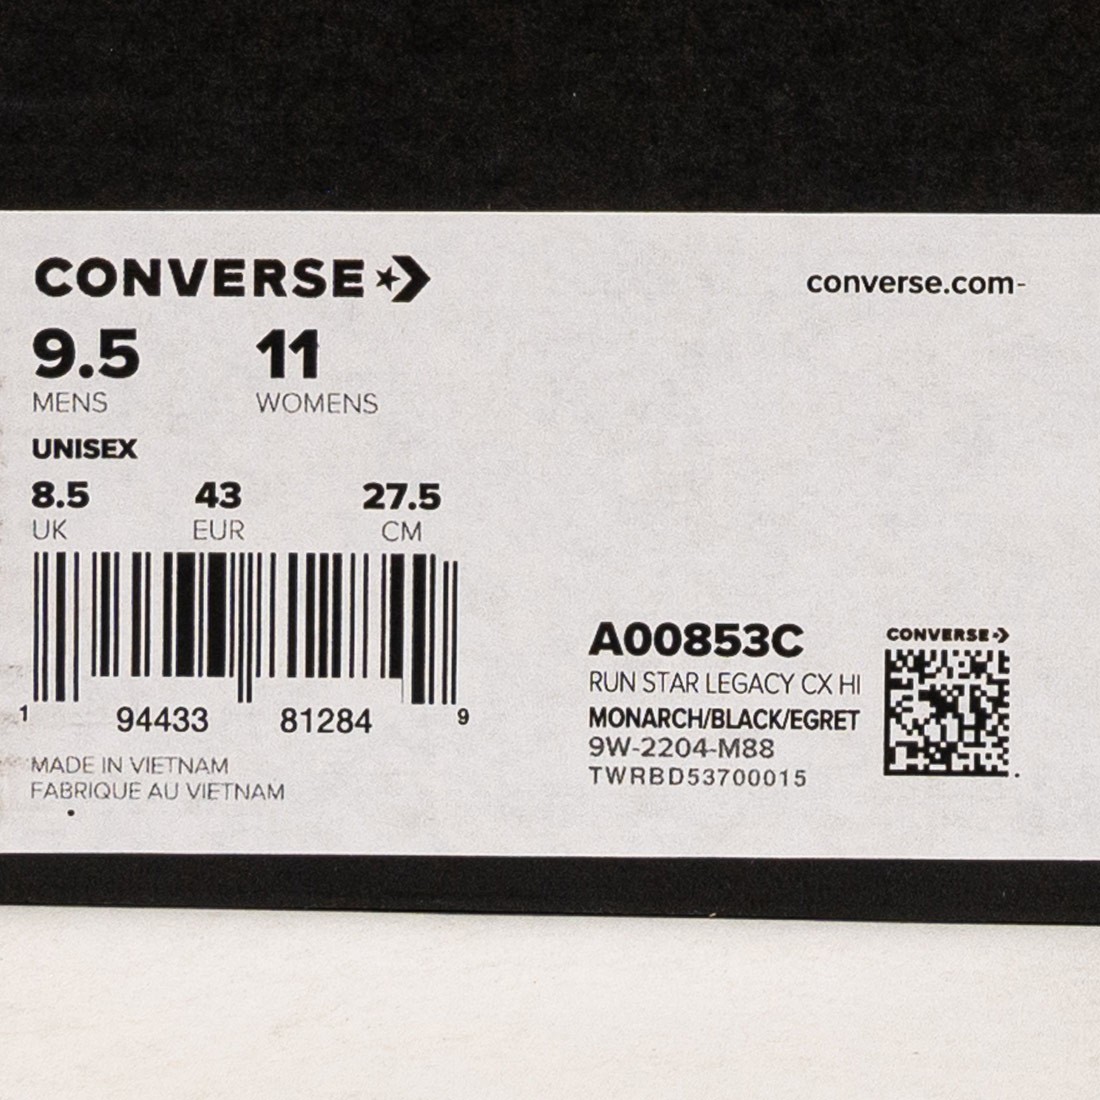 CONVERSE
converse.com-
9.5 11
MENS WOMENS
UNISEX
8.5 43 27.5
UK EUR CM
1 94433 81284 9
MADE IN VIETNAM
FABRIQUE AU VIETNAM
A00853C
RUN STAR LEGACY CX HI
MONARCH/BLACK/EGRET
9W-2204-M88
TWRBD53700015
CONVERSE